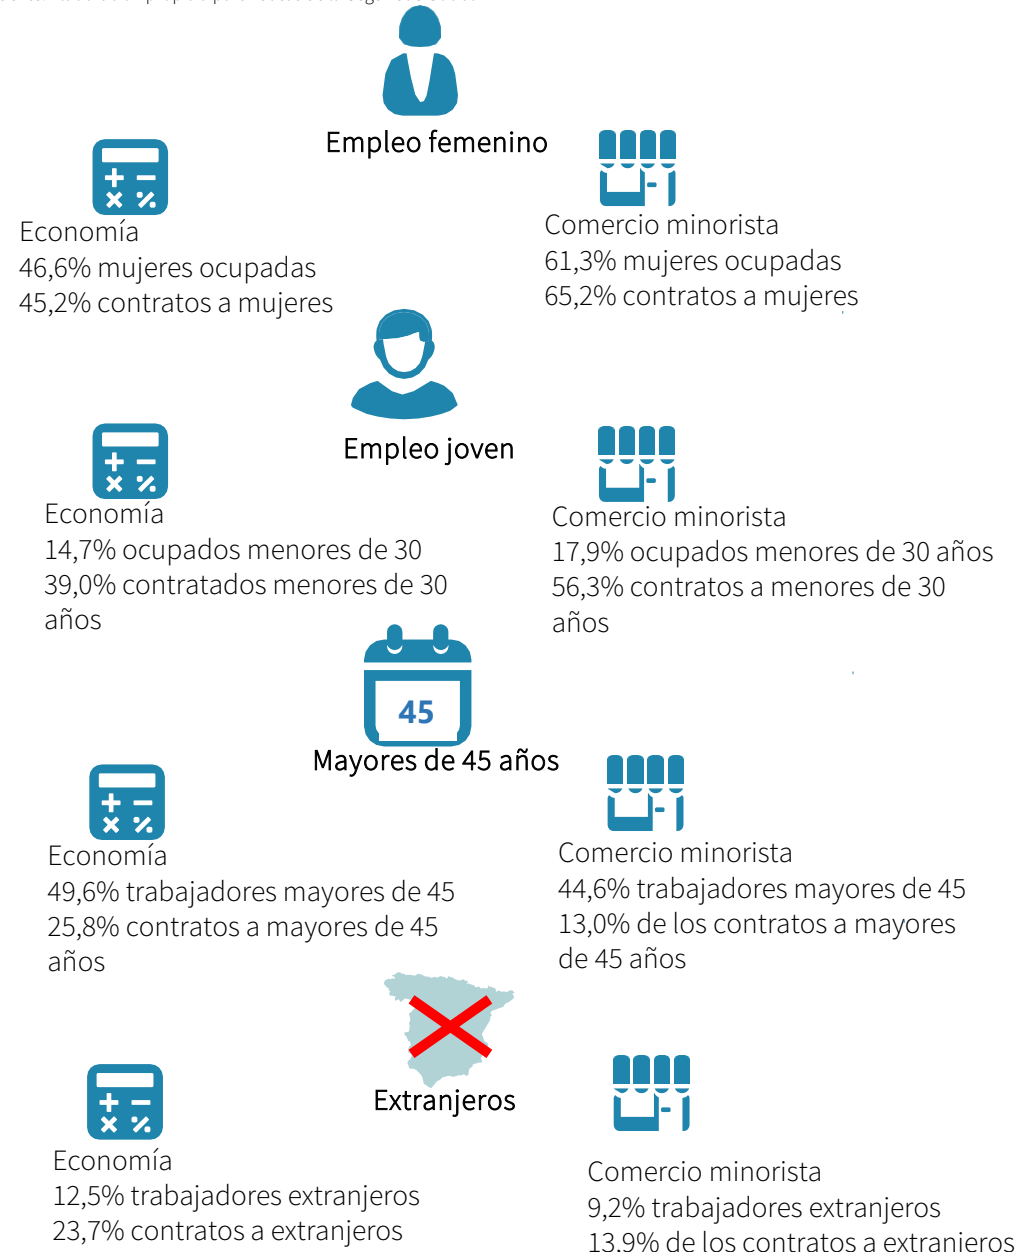 Empleo femenino
Economía
46,6% mujeres ocupadas
45,2% contratos a mujeres
Comercio minorista
61,3% mujeres ocupadas
65,2% contratos a mujeres
Empleo joven
Economía
14,7% ocupados menores de 30
39,0% contratados menores de 30
años
Comercio minorista
17,9% ocupados menores de 30 años
56,3% contratos a menores de 30
años
45
Mayores de 45 años
Economía
49,6% trabajadores mayores de 45
25,8% contratos a mayores de 45
años
Comercio minorista
44,6% trabajadores mayores de 45
13,0% de los contratos a mayores
de 45 años
Extranjeros
Economía
12,5% trabajadores extranjeros
23,7% contratos a extranjeros
Comercio minorista
9,2% trabajadores extranjeros
13,9% de los contratos a extranjeros